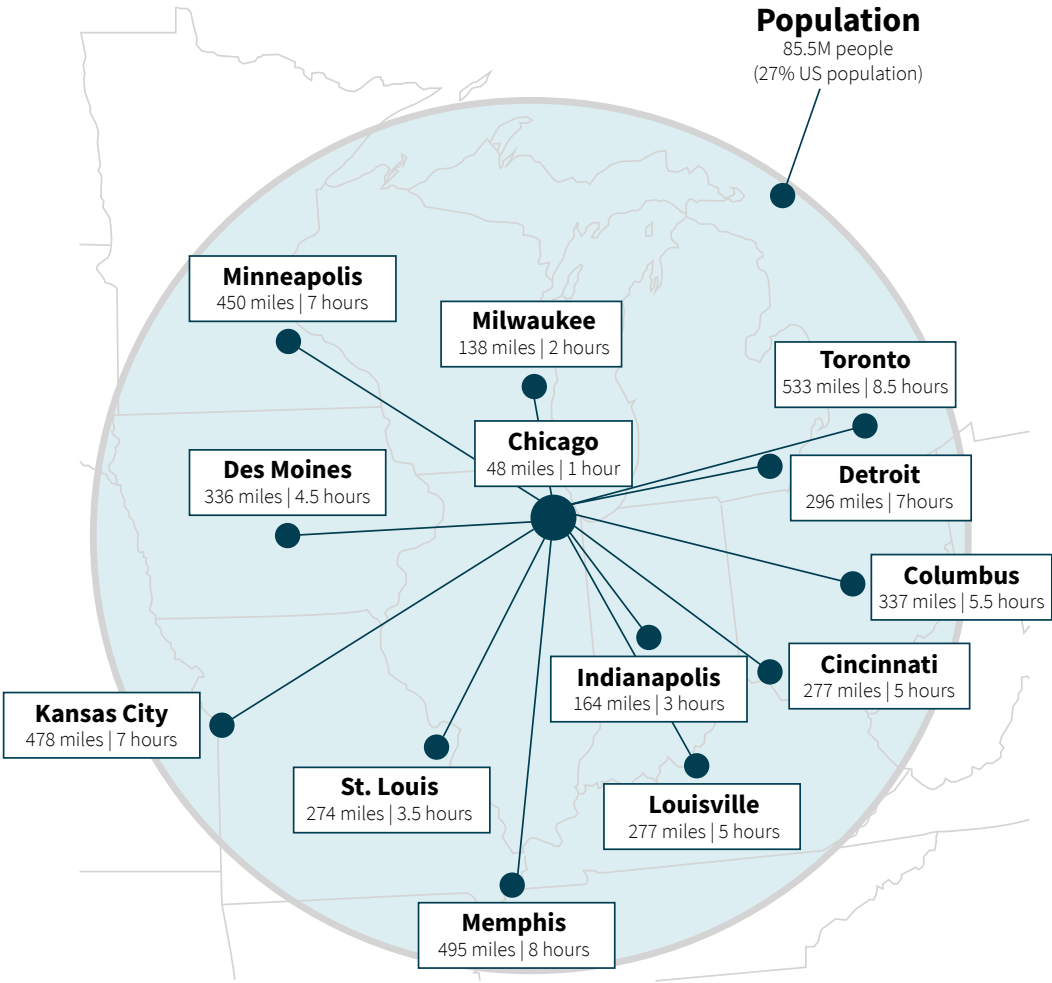 Population
85.5M people
(27% US population)
Minneapolis
450 miles | 7 hours
Milwaukee
138 miles | 2 hours
Toronto
533 miles | 8.5 hours
Chicago
48 miles | 1 hour
Des Moines
336 miles | 4.5 hours
Detroit
296 miles | 7hours
Columbus
337 miles | 5.5 hours
Indianapolis
164 miles | 3 hours
Cincinnati
277 miles | 5 hours
Kansas City
478 miles | 7 hours
St. Louis
274 miles | 3.5 hours
Louisville
277 miles | 5 hours
Memphis
495 miles | 8 hours